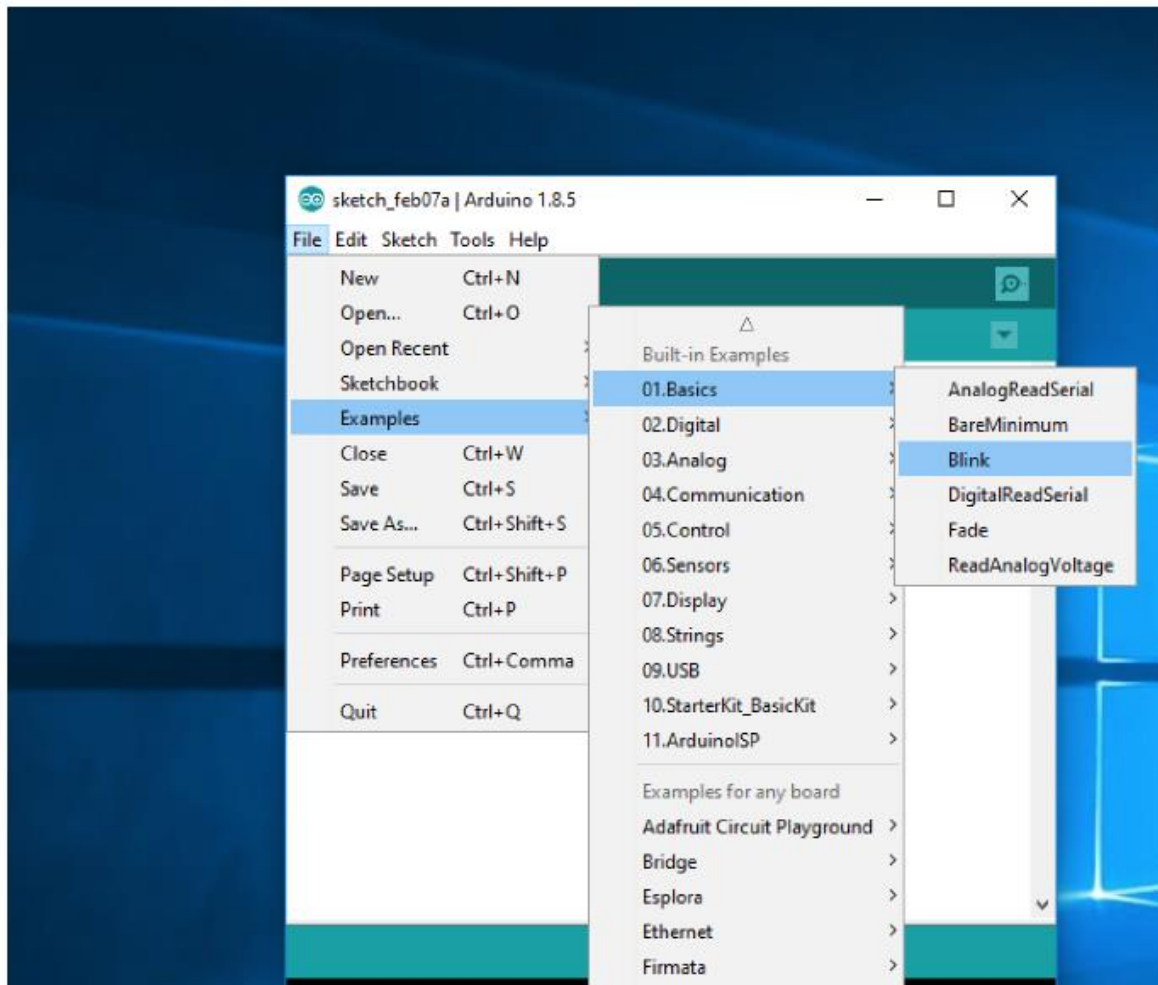 sketch_feb07a | Arduino 1.8.5
File Edit Sketch Tools Help
New Ctrl+N
Open... Ctrl+O
Open Recent
Sketchbook
Examples
Close Ctrl+W
Save Ctrl+S
Save As... Ctrl+Shift+S
Page Setup Ctrl+Shift+P
Print Ctrl+P
Preferences Ctrl+Comma
Quit Ctrl+Q
Built-in Examples
01.Basics
02.Digital
03.Analog
04.Communication
05.Control
06.Sensors
07.Display
08.Strings
09.USB
10.StarterKit_BasicKit
11.ArduinoISP
Examples for any board
Adafruit Circuit Playground
Bridge
Esplora
Ethernet
Firmata
AnalogReadSerial
BareMinimum
Blink
DigitalReadSerial
Fade
ReadAnalogVoltage